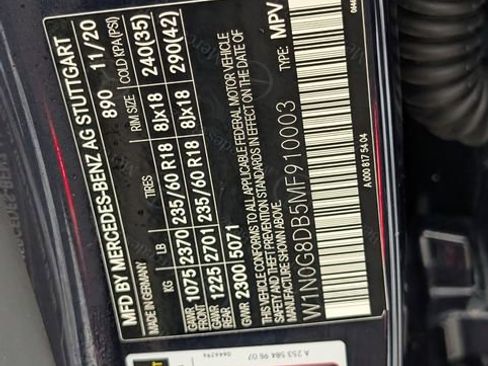 MFD BY MERCEDES-BENZ AG STUTTGART
MADE IN GERMANY 890 11/20
KG LB TIRES RIM SIZE COLD KPA(PSI)
GAWR FRONT 1075 2370 235/60 R18 8Jx18 240(35)
GAWR REAR 1225 2701 235/60 R18 8Jx18 290(42)
GVWR 2300 5071
THIS VEHICLE CONFORMS TO ALL APPLICABLE FEDERAL MOTOR VEHICLE
SAFETY AND THEFT PREVENTION STANDARDS IN EFFECT ON THE DATE OF
MANUFACTURE SHOWN ABOVE.
TYPE: MPV
W1N0G8DB5MF910003
A 000 817 54 04
A 253 584 96 07